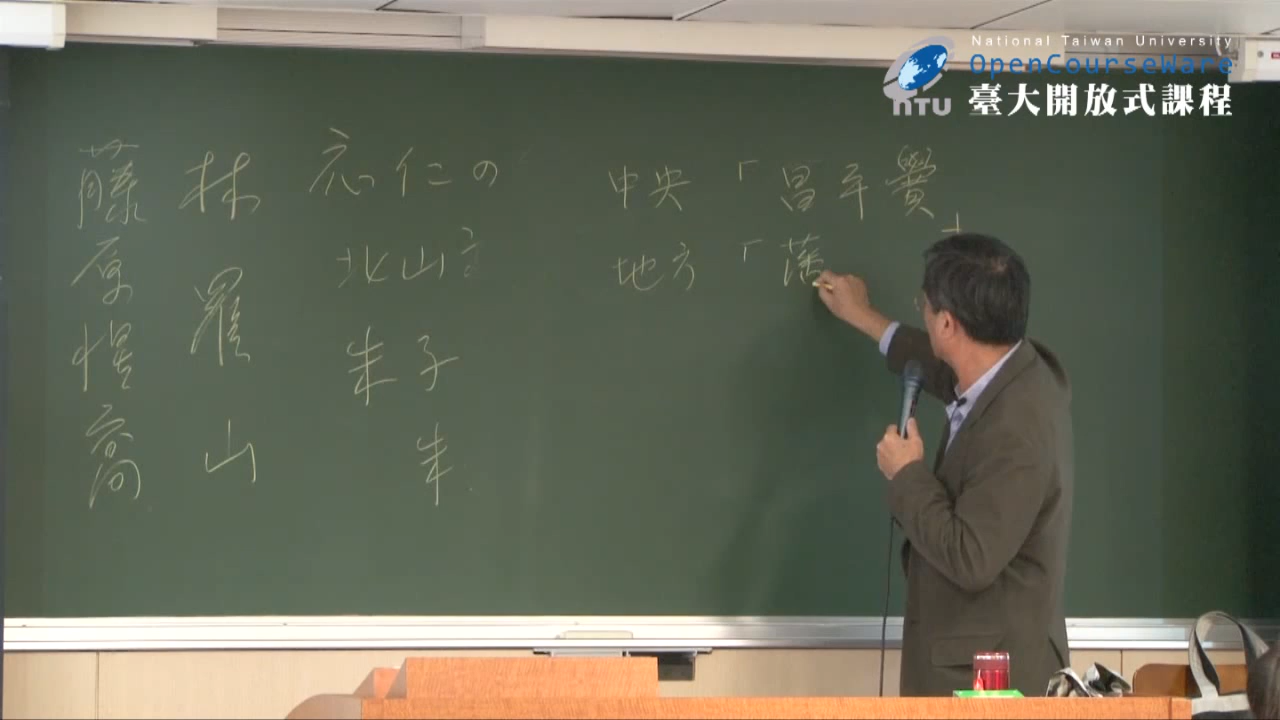 National Taiwan University
OpenCourseWare
臺大開放式課程
NTU
藤原惺窩
林羅山
応仁の
北山
朱子
朱
中央「昌平黌
地方「藩